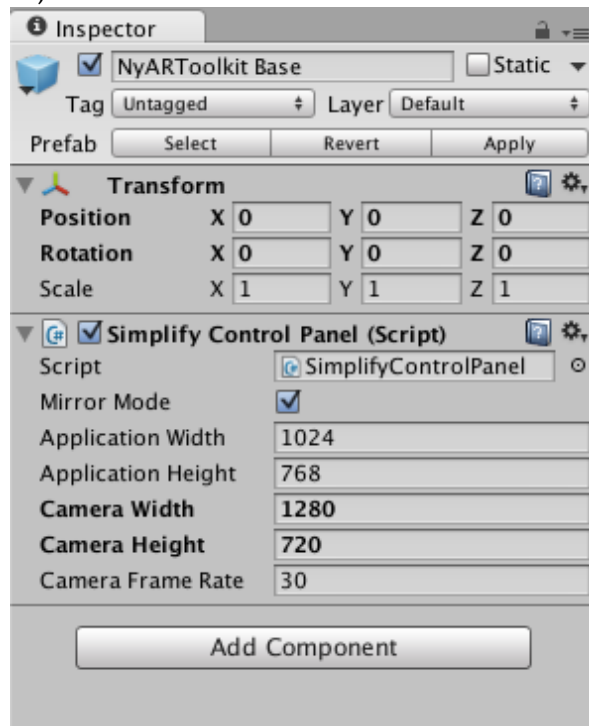 Inspector
NyARToolkit Base Static
Tag Untagged Layer Default
Prefab Select Revert Apply
Transform
Position X 0 Y 0 Z 0
Rotation X 0 Y 0 Z 0
Scale X 1 Y 1 Z 1
Simplify Control Panel (Script)
Script SimplifyControlPanel
Mirror Mode
Application Width 1024
Application Height 768
Camera Width 1280
Camera Height 720
Camera Frame Rate 30
Add Component